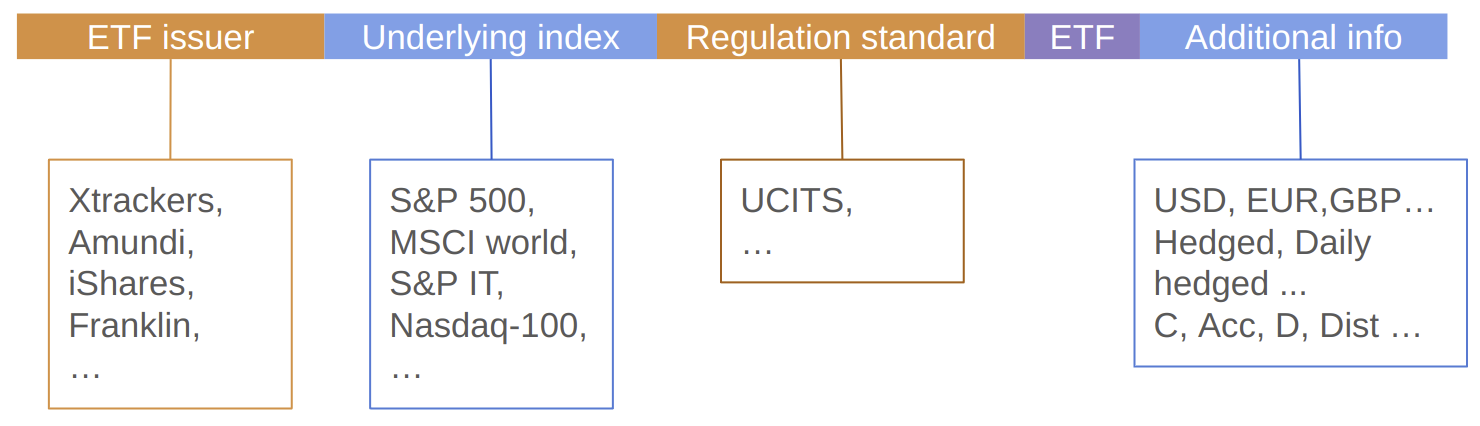 ETF issuer Underlying index Regulation standard ETF Additional info
Xtrackers,
Amundi,
iShares,
Franklin,
…
S&P 500,
MSCI world,
S&P IT,
Nasdaq-100,
…
UCITS,
…
USD, EUR,GBP…
Hedged, Daily
hedged ...
C, Acc, D, Dist …